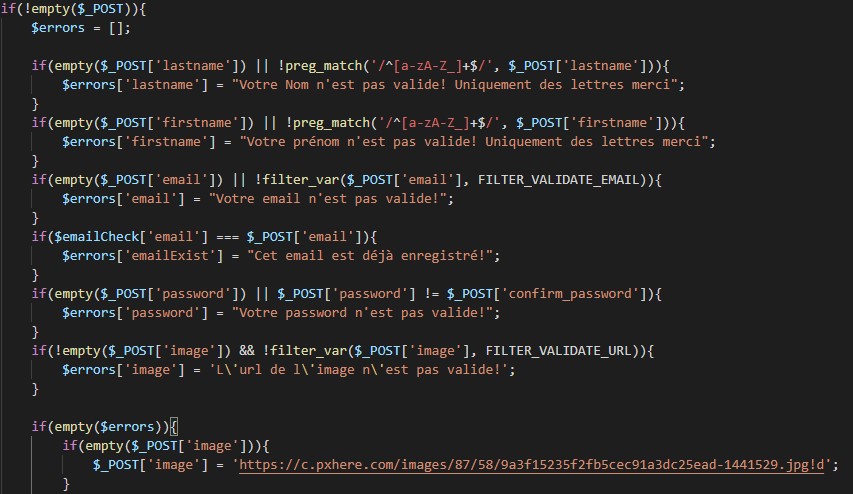 if(!empty($_POST)){
$errors = [];
if(empty($_POST['lastname']) || !preg_match('/^[a-zA-Z_]+$/', $_POST['lastname'])){
$errors['lastname'] = "Votre Nom n'est pas valide! Uniquement des lettres merci";
}
if(empty($_POST['firstname']) || !preg_match('/^[a-zA-Z_]+$/', $_POST['firstname'])){
$errors['firstname'] = "Votre prénom n'est pas valide! Uniquement des lettres merci";
}
if(empty($_POST['email']) || !filter_var($_POST['email'], FILTER_VALIDATE_EMAIL)){
$errors['email'] = "Votre email n'est pas valide!";
}
if($emailCheck['email'] === $_POST['email']){
$errors['emailExist'] = "Cet email est déjà enregistré!";
}
if(empty($_POST['password']) || $_POST['password'] != $_POST['confirm_password']){
$errors['password'] = "Votre password n'est pas valide!";
}
if(!empty($_POST['image']) && !filter_var($_POST['image'], FILTER_VALIDATE_URL)){
$errors['image'] = 'L\'url de l\'image n\'est pas valide!';
}
if(empty($errors)){
if(empty($_POST['image'])){
$_POST['image'] = 'https://c.pxhere.com/images/87/58/9a3f15235f2fb5cec91a3dc25ead-1441529.jpg!d';
}